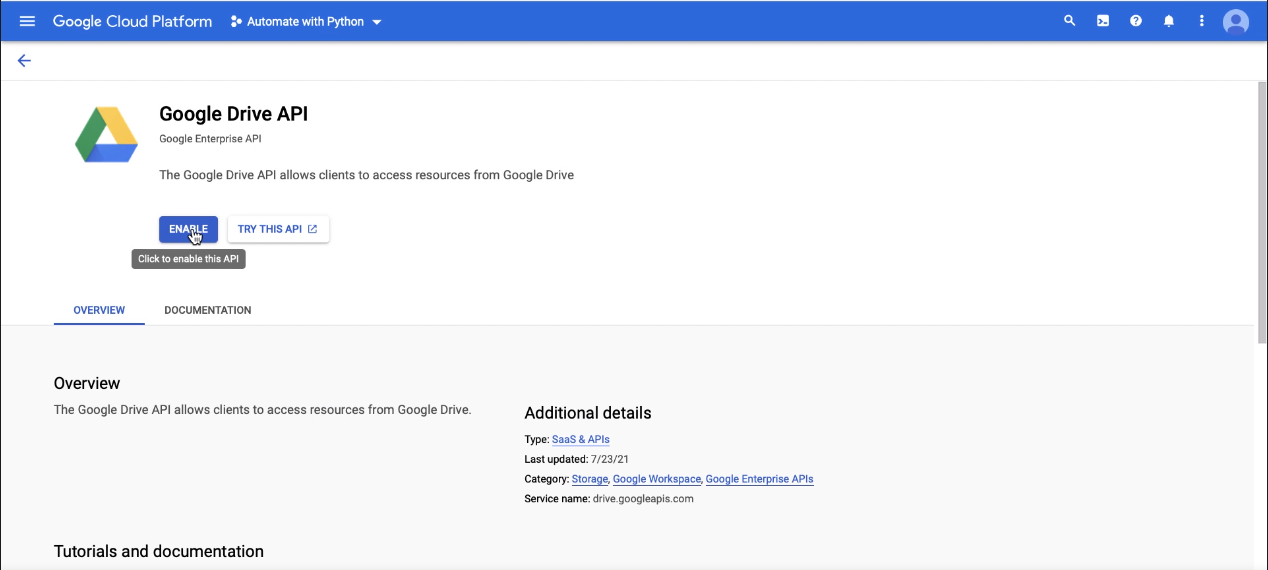 Google Cloud Platform Automate with Python
Google Drive API
Google Enterprise API
The Google Drive API allows clients to access resources from Google Drive
ENABLE TRY THIS API
Click to enable this API
OVERVIEW DOCUMENTATION
Overview
The Google Drive API allows clients to access resources from Google Drive.
Additional details
Type: SaaS & APIs
Last updated: 7/23/21
Category: Storage, Google Workspace, Google Enterprise APIs
Service name: drive.googleapis.com
Tutorials and documentation